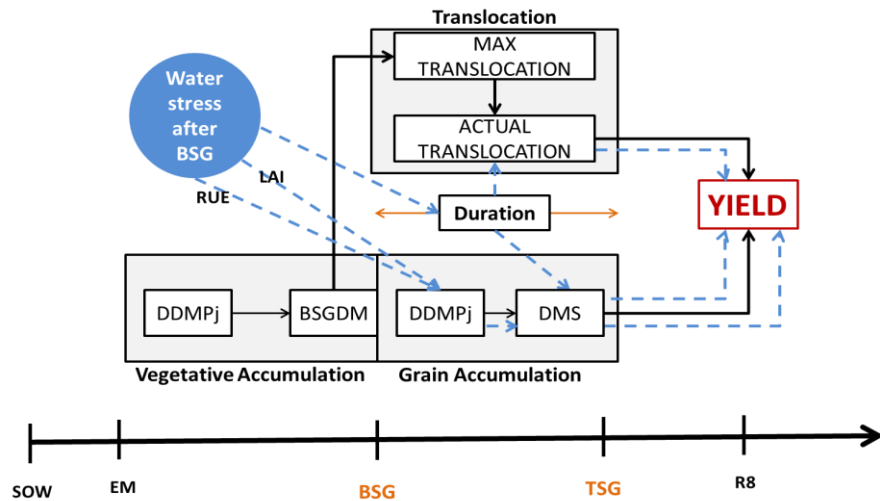 Translocation
MAX
TRANSLOCATION
Water
stress
after
BSG
ACTUAL
TRANSLOCATION
LAI
RUE
Duration
YIELD
DDMPj
BSGDM
DDMPj
DMS
Vegetative Accumulation
Grain Accumulation
SOW
EM
BSG
TSG
R8